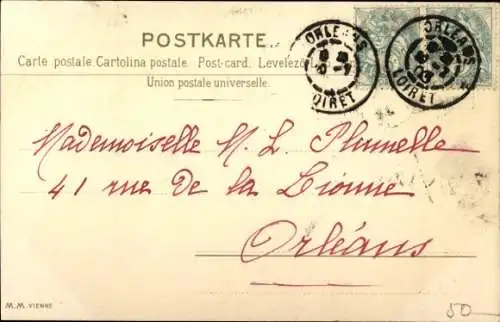 POSTKARTE
Carte postale Cartolina postale. Post-card. Levelező
Union postale universelle.
ORLEANS
LOIRET
ORLEANS
LOIRET
Mademoiselle M. L. Plumelle
41 rue de la Lionne
Orléans
M.M. VIENNE
50